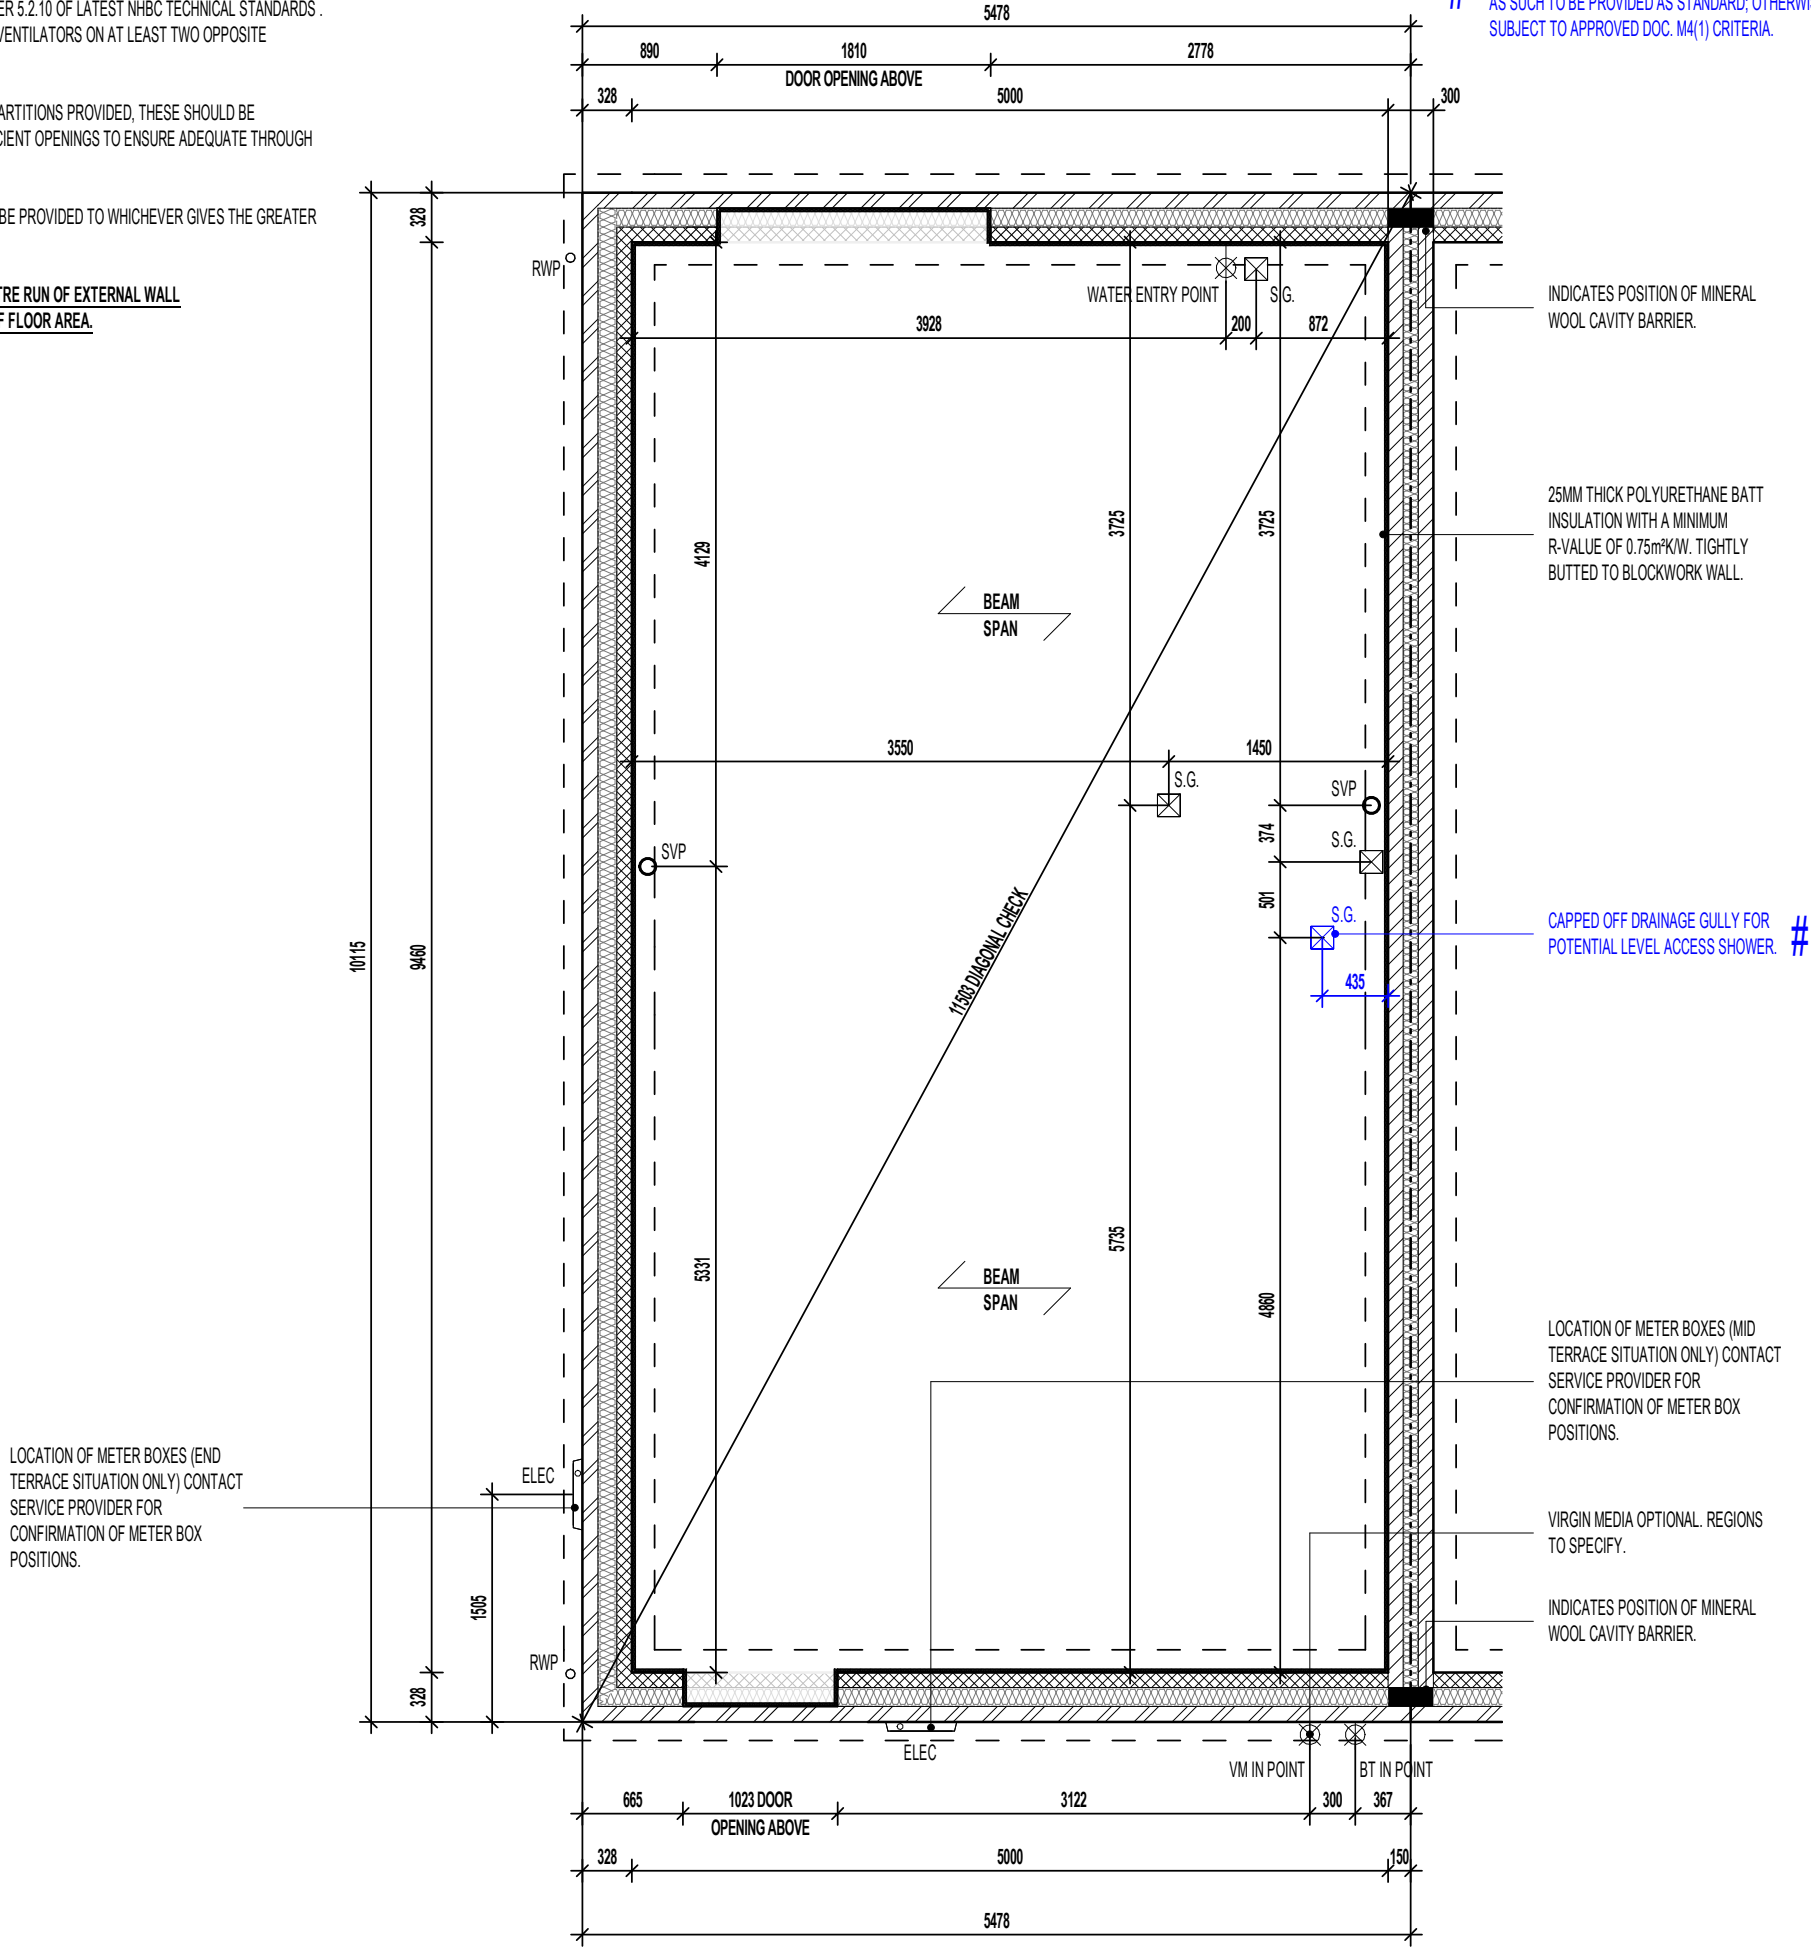 ER 5.2.10 OF LATEST NHBC TECHNICAL STANDARDS .
VENTILATORS ON AT LEAST TWO OPPOSITE
ARTITIONS PROVIDED, THESE SHOULD BE
CIENT OPENINGS TO ENSURE ADEQUATE THROUGH
BE PROVIDED TO WHICHEVER GIVES THE GREATER
TRE RUN OF EXTERNAL WALL
F FLOOR AREA.
#
AS SUCH TO BE PROVIDED AS STANDARD; OTHERWI
SUBJECT TO APPROVED DOC. M4(1) CRITERIA.
5478
890
1810
2778
DOOR OPENING ABOVE
328
5000
300
328
RWP
WATER ENTRY POINT
S.G.
3928
200
872
INDICATES POSITION OF MINERAL
WOOL CAVITY BARRIER.
4129
3725
3725
25MM THICK POLYURETHANE BATT
INSULATION WITH A MINIMUM
R-VALUE OF 0.75m²K/W. TIGHTLY
BUTTED TO BLOCKWORK WALL.
BEAM
SPAN
3550
1450
S.G.
SVP
374
S.G.
SVP
501
S.G.
CAPPED OFF DRAINAGE GULLY FOR
POTENTIAL LEVEL ACCESS SHOWER.
#
435
10115
9460
11503 DIAGONAL CHECK
5331
5735
4860
BEAM
SPAN
LOCATION OF METER BOXES (MID
TERRACE SITUATION ONLY) CONTACT
SERVICE PROVIDER FOR
CONFIRMATION OF METER BOX
POSITIONS.
LOCATION OF METER BOXES (END
TERRACE SITUATION ONLY) CONTACT
SERVICE PROVIDER FOR
CONFIRMATION OF METER BOX
POSITIONS.
ELEC
1505
VIRGIN MEDIA OPTIONAL. REGIONS
TO SPECIFY.
INDICATES POSITION OF MINERAL
WOOL CAVITY BARRIER.
RWP
328
ELEC
VM IN POINT
BT IN POINT
665
1023 DOOR
OPENING ABOVE
3122
300
367
328
5000
150
5478